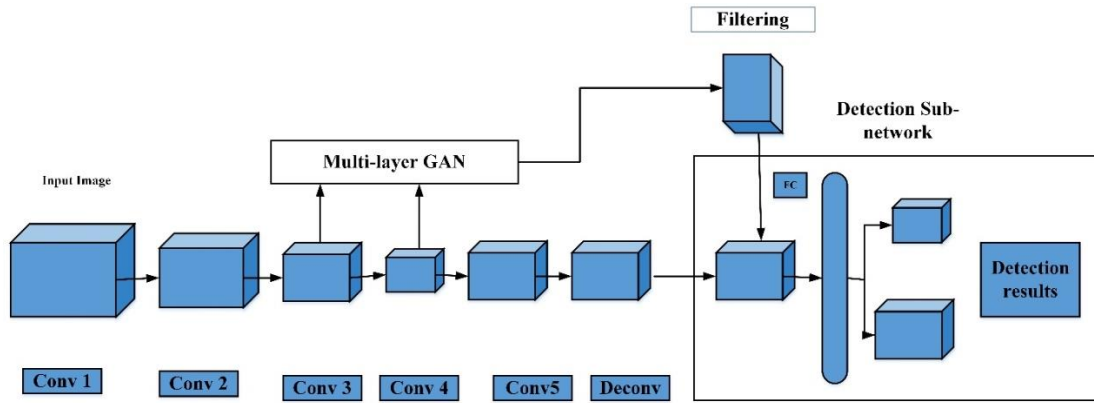 Filtering
Detection Sub-
network
Multi-layer GAN
Input Image
FC
Detection
results
Conv 1
Conv 2
Conv 3
Conv 4
Conv5
Deconv